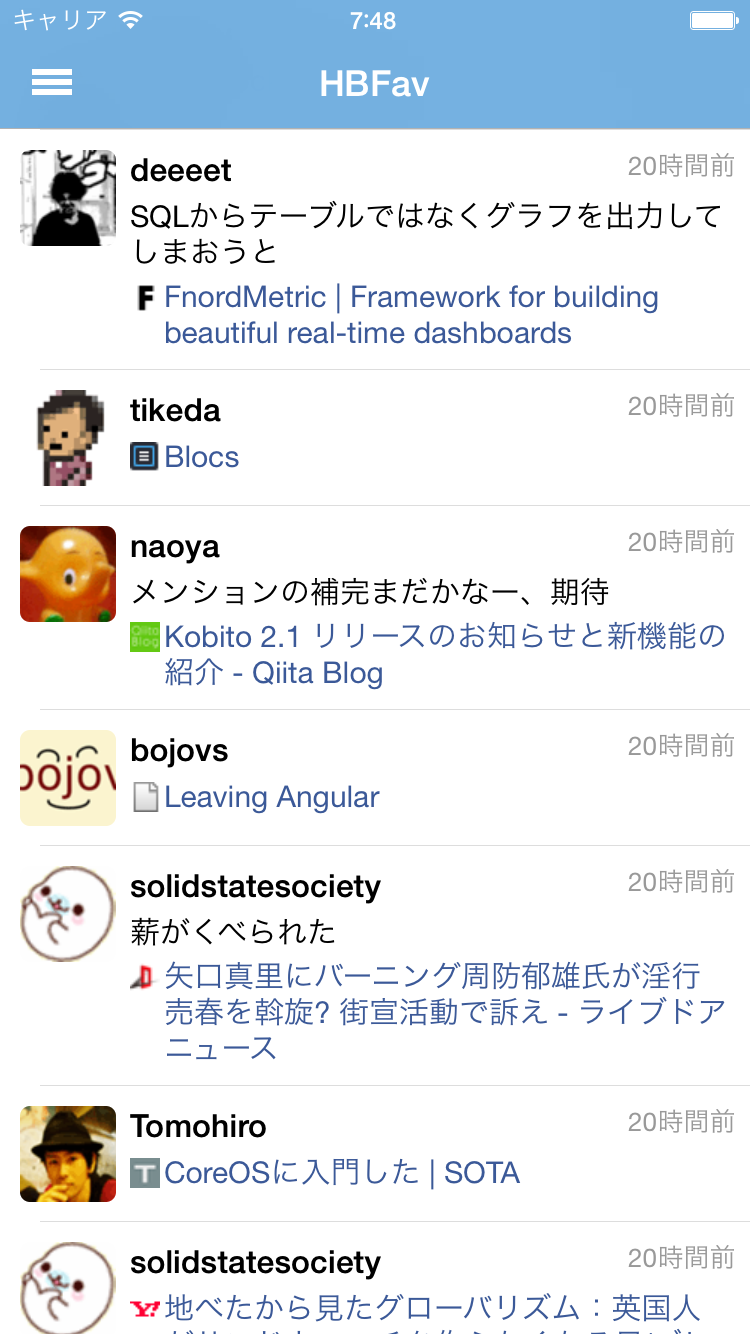 キャリア 7:48
HBFav
deeeet 20時間前
SQLからテーブルではなくグラフを出力して
しまおうと
F FnordMetric | Framework for building
beautiful real-time dashboards
tikeda 20時間前
Blocs
naoya 20時間前
メンションの補完まだかなー、期待
Qiita
Blog
Kobito 2.1 リリースのお知らせと新機能の
紹介 - Qiita Blog
bojov
bojovs 20時間前
Leaving Angular
solidstatesociety 20時間前
薪がくべられた
矢口真里にバーニング周防郁雄氏が淫行
売春を斡旋? 街宣活動で訴え - ライブドア
ニュース
Tomohiro 20時間前
T CoreOSに入門した | SOTA
solidstatesociety 20時間前
Y! 地べたから見たグローバリズム：英国人